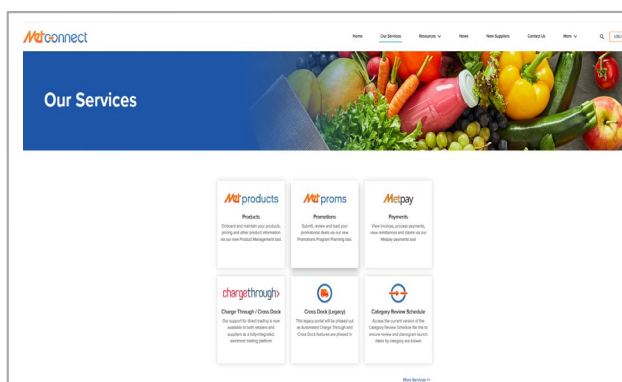 Metconnect
Home Our Services Resources News New Suppliers Contact Us More
Our Services
Metproducts
Products
Onboard and maintain your products,
pricing and other product information
via our new Product Management tool.
Metproms
Promotions
Submit, review and load your
promotional deals via our new
Promotions Program Planning tool.
Metpay
Payments
View invoices, process payments,
view remittances and claims via our
Metpay payments tool
chargethrough
Charge Through / Cross Dock
Our support for direct trading is now
available to both retailers and
suppliers as a fully-integrated,
electronic trading platform
Cross Dock (Legacy)
This legacy portal will be phased out
as Automated Charge Through and
Cross Dock features are phased in
Category Review Schedule
Access the current version of the
Category Review Schedule file link to
ensure review and planogram launch
dates by category are known
More Services >>